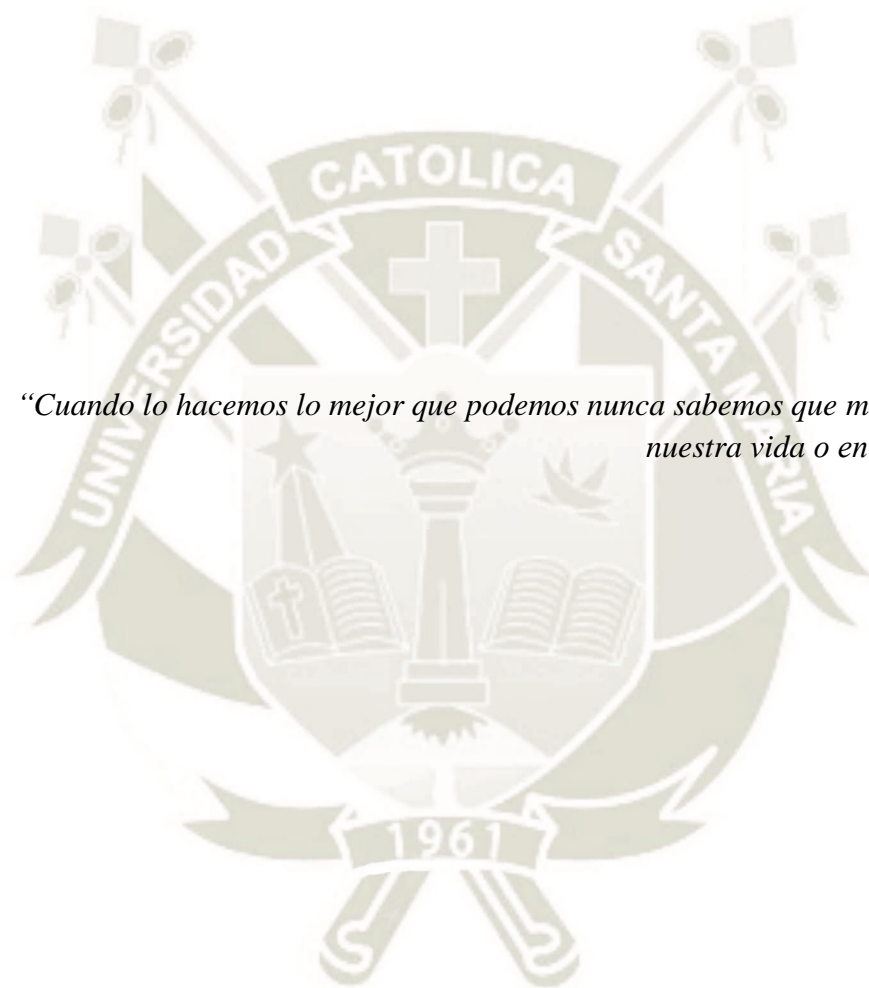 CATOLICA
UNIVERSIDAD
SANTA MARIA
“Cuando lo hacemos lo mejor que podemos nunca sabemos que m
nuestra vida o en
1961